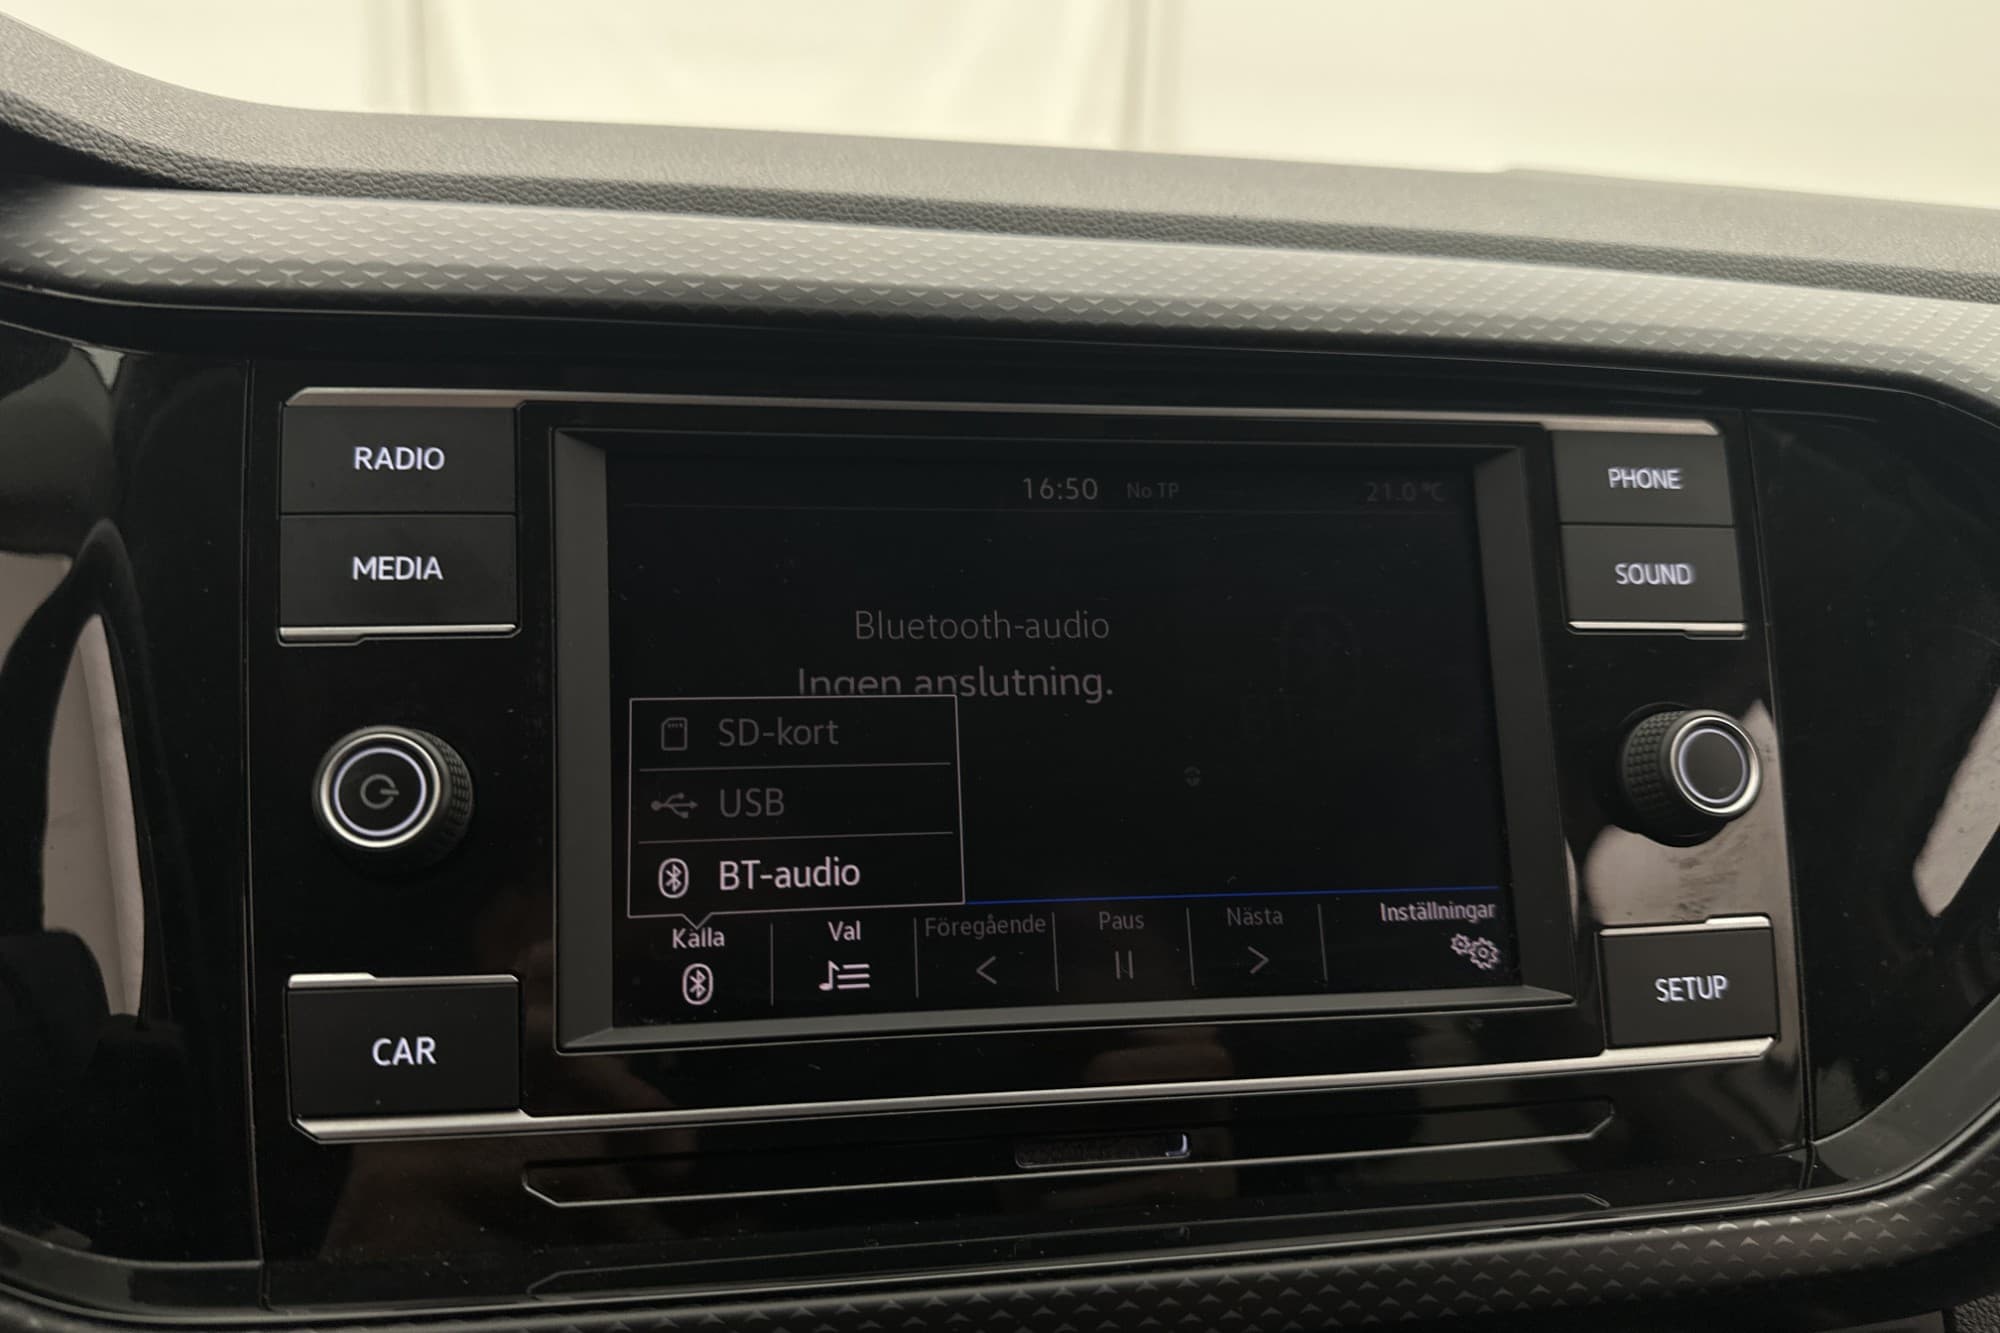 RADIO
MEDIA
CAR
16:50 No TP 21.0 °C
Bluetooth-audio
Ingen anslutning.
SD-kort
USB
BT-audio
Källa
Val
Föregående
Paus
Nästa
Inställningar
PHONE
SOUND
SETUP